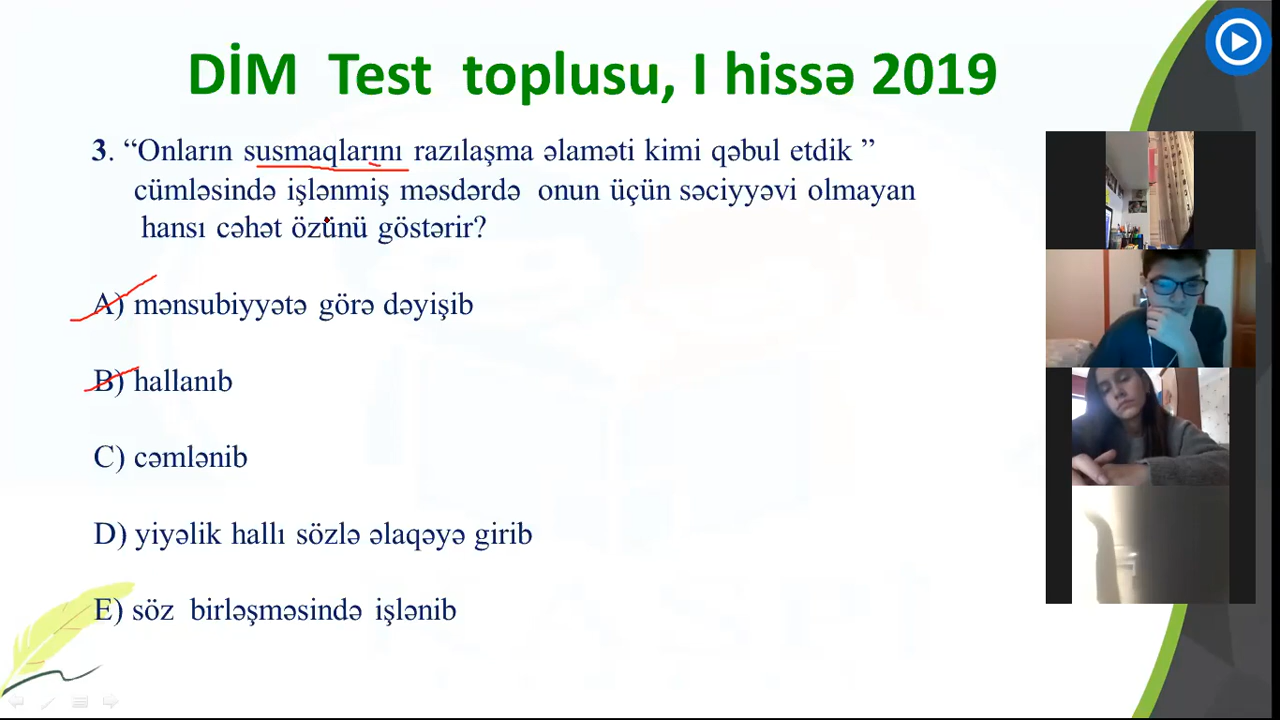 DİM Test toplusu, I hissə 2019
3. “Onların susmaqlarını razılaşma əlaməti kimi qəbul etdik ”
cümləsində işlənmiş məsdərdə onun üçün səciyyəvi olmayan
hansı cəhət özünü göstərir?
A) mənsubiyyətə görə dəyişib
B) hallanıb
C) cəmlənib
D) yiyəlik hallı sözlə əlaqəyə girib
E) söz birləşməsində işlənib